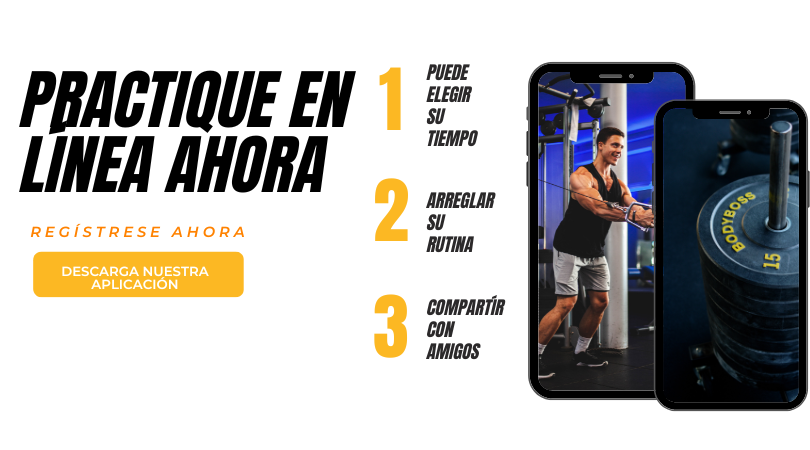 PRACTIQUE EN
LÍNEA AHORA
REGÍSTRESE AHORA
DESCARGA NUESTRA
APLICACIÓN
1
PUEDE
ELEGIR
SU
TIEMPO
2
ARREGLAR
SU
RUTINA
3
COMPARTÍR
CON
AMIGOS
BODYBOSS
15